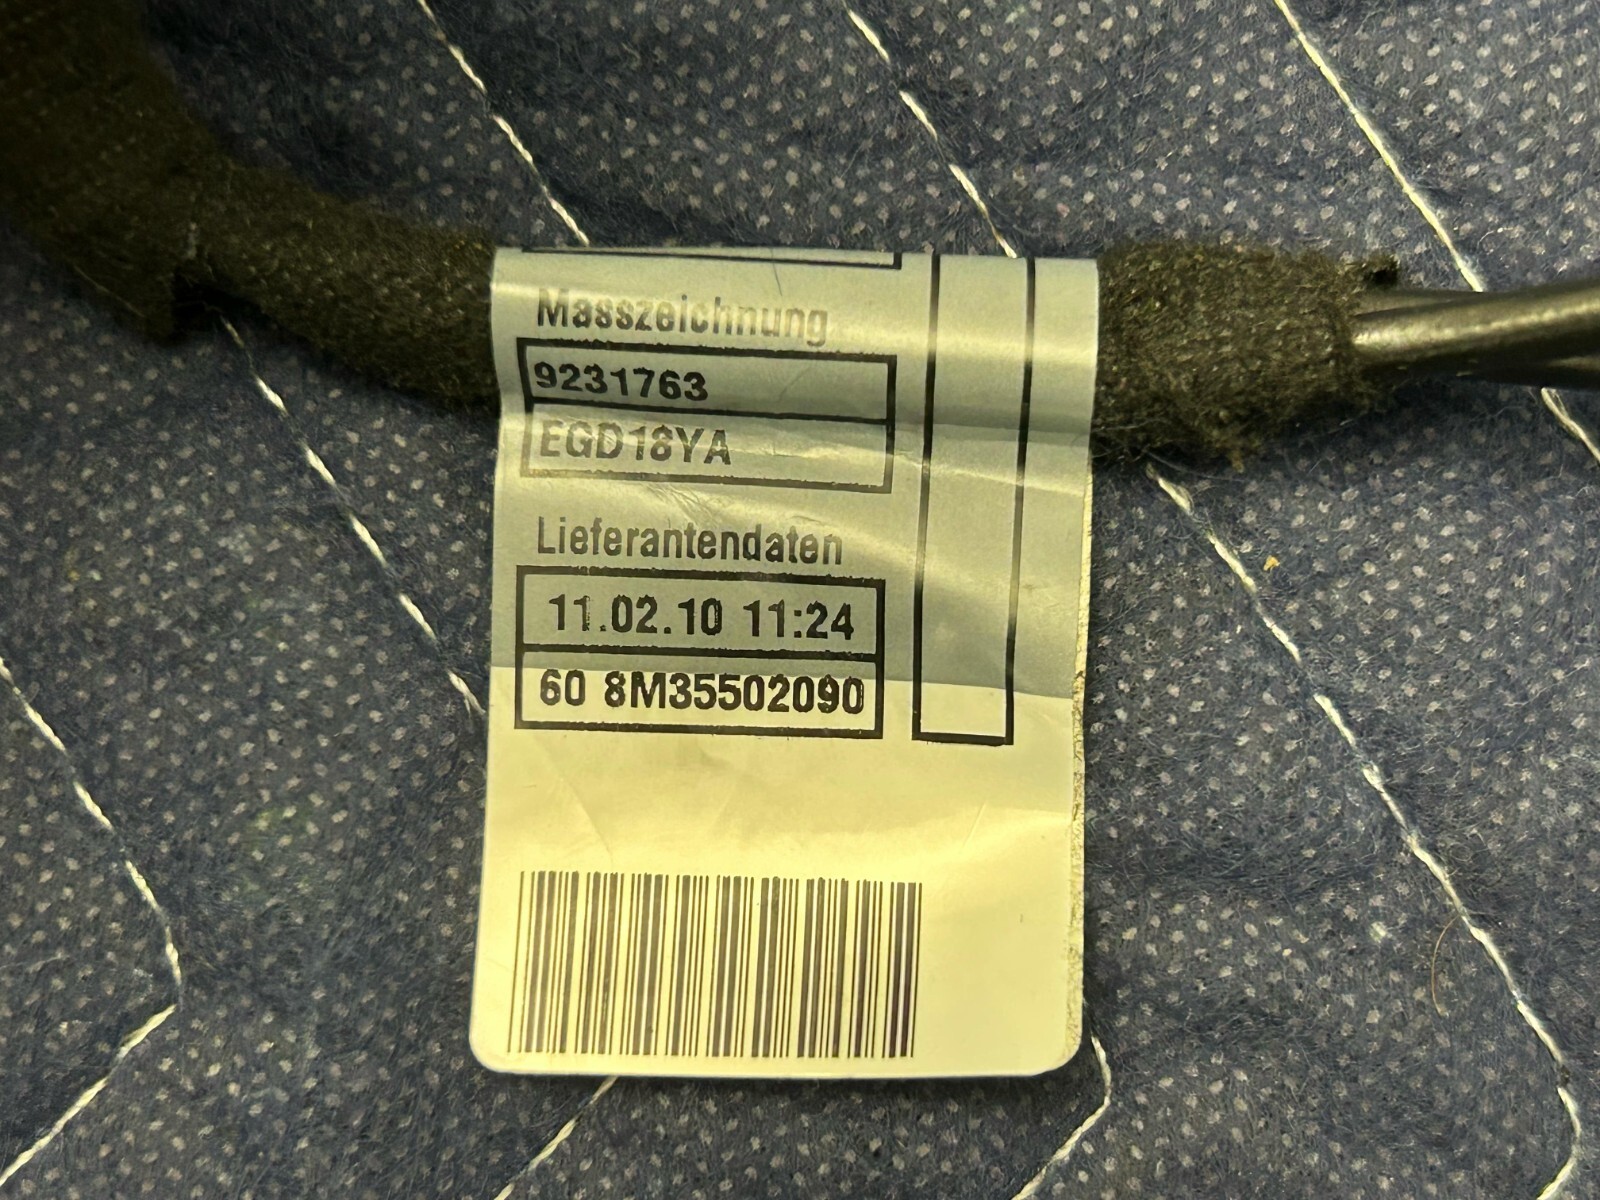 Masszeichnung
9231763
EGD18YA
Lieferantendaten
11.02.10 11:24
60 8M35502090